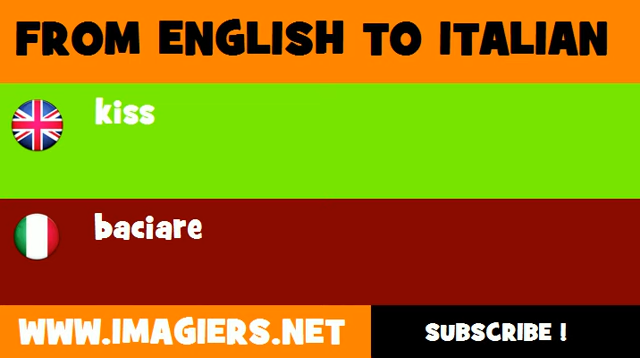 FROM ENGLISH TO ITALIAN
kiss
baciare
WWW.IMAGIERS.NET
SUBSCRIBE !